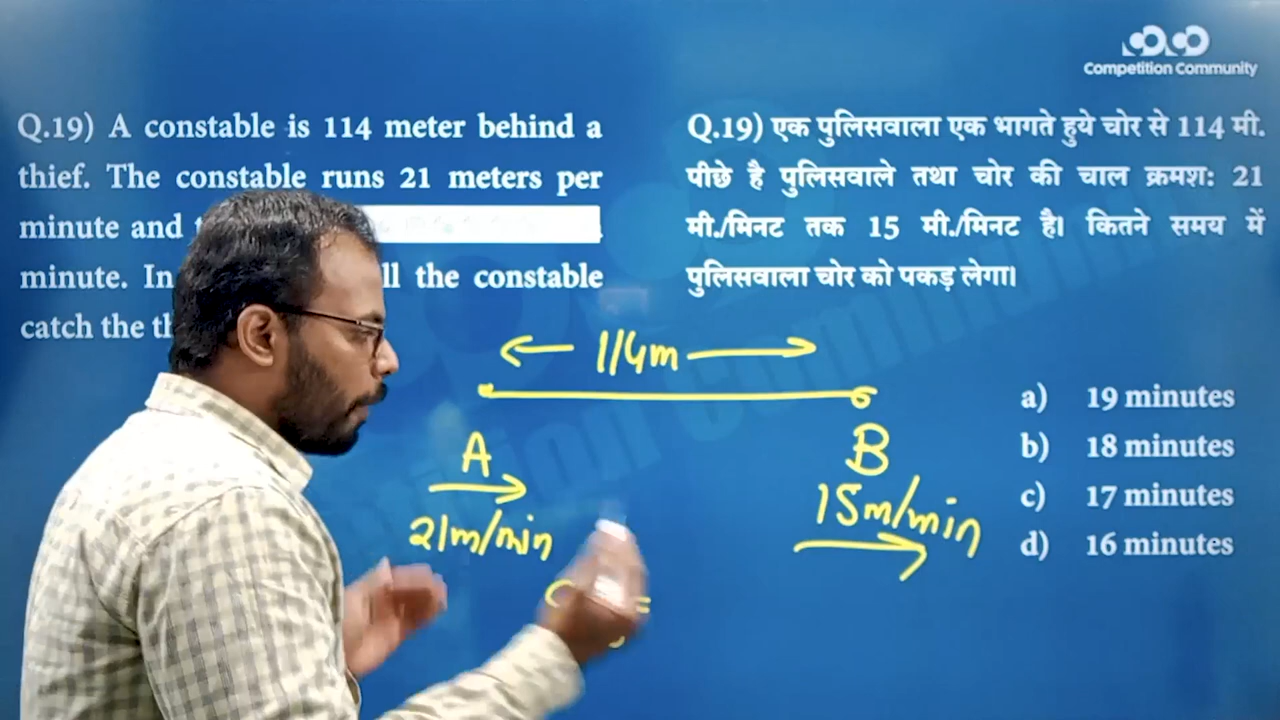 Competition Community
Q.19) A constable is 114 meter behind a
thief. The constable runs 21 meters per
minute and
minute. In the constable
catch the
Q.19) एक पुलिसवाला एक भागते हुये चोर से 114 मी.
पीछे है पुलिसवाले तथा चोर की चाल क्रमश: 21
मी./मिनट तक 15 मी./मिनट है। कितने समय में
पुलिसवाला चोर को पकड़ लेगा।
114m
A
21m/min
B
15m/min
a) 19 minutes
b) 18 minutes
c) 17 minutes
d) 16 minutes